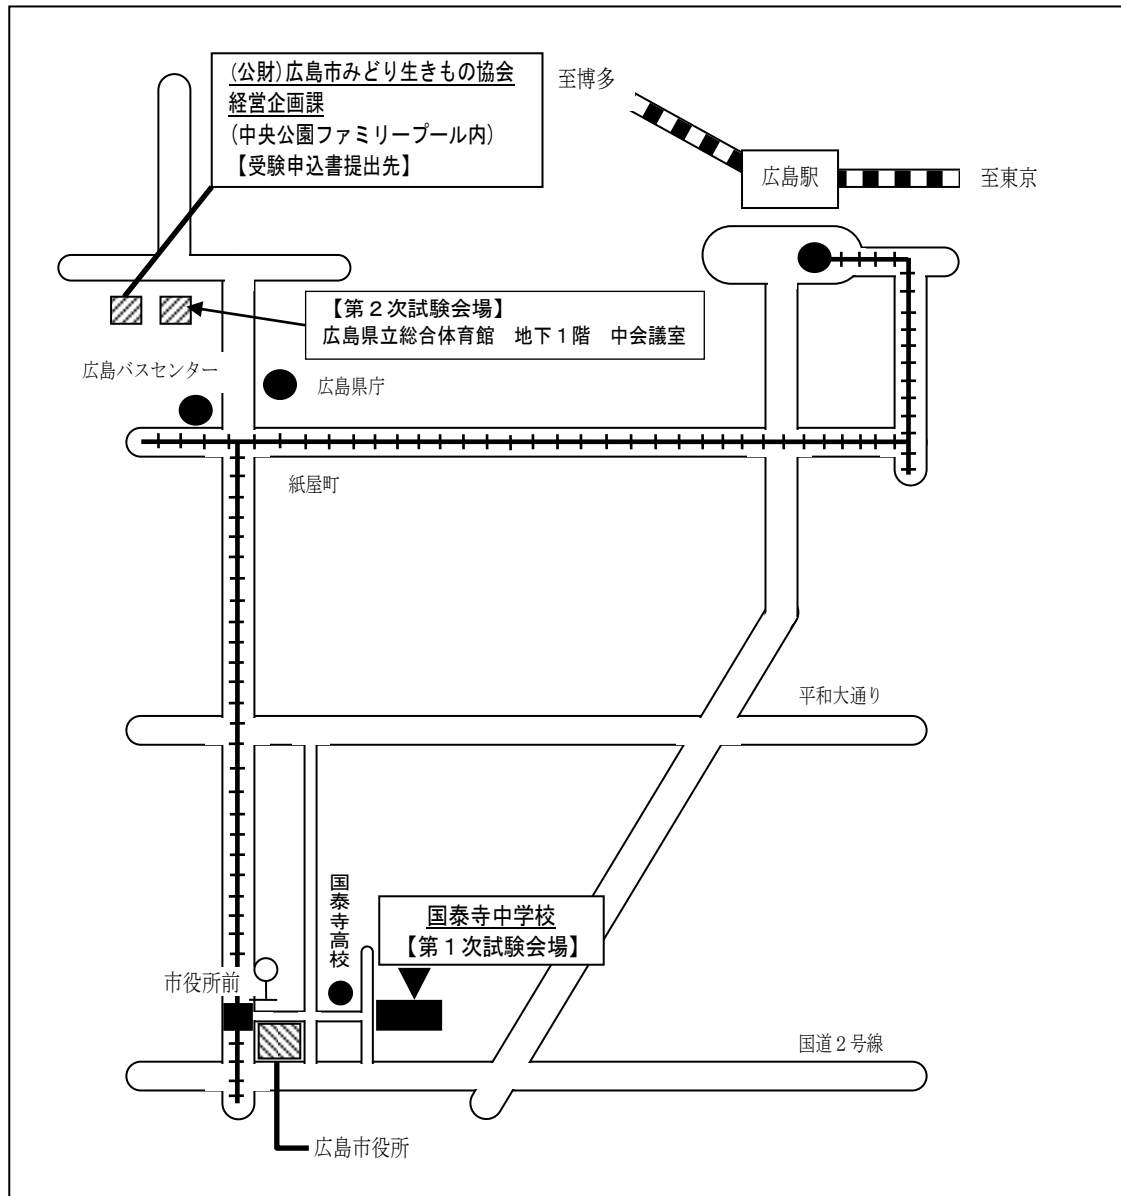 (公財)広島市みどり生きもの協会
経営企画課
(中央公園ファミリープール内)
【受験申込書提出先】
至博多
広島駅
至東京
【第２次試験会場】
広島県立総合体育館　地下１階　中会議室
広島バスセンター
広島県庁
紙屋町
平和大通り
国泰寺高校
国泰寺中学校
【第１次試験会場】
市役所前
国道２号線
広島市役所